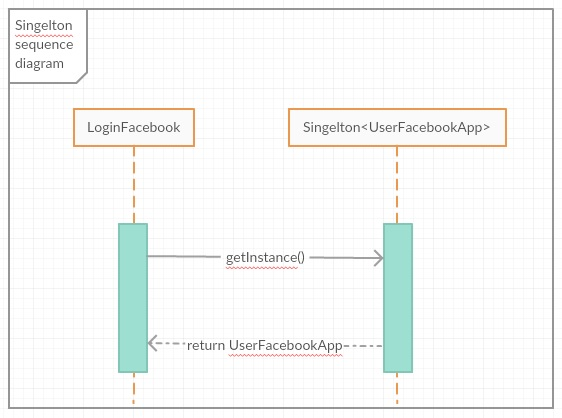 Singelton
sequence
diagram
LoginFacebook
Singelton<UserFacebookApp>
getInstance()
return UserFacebookApp